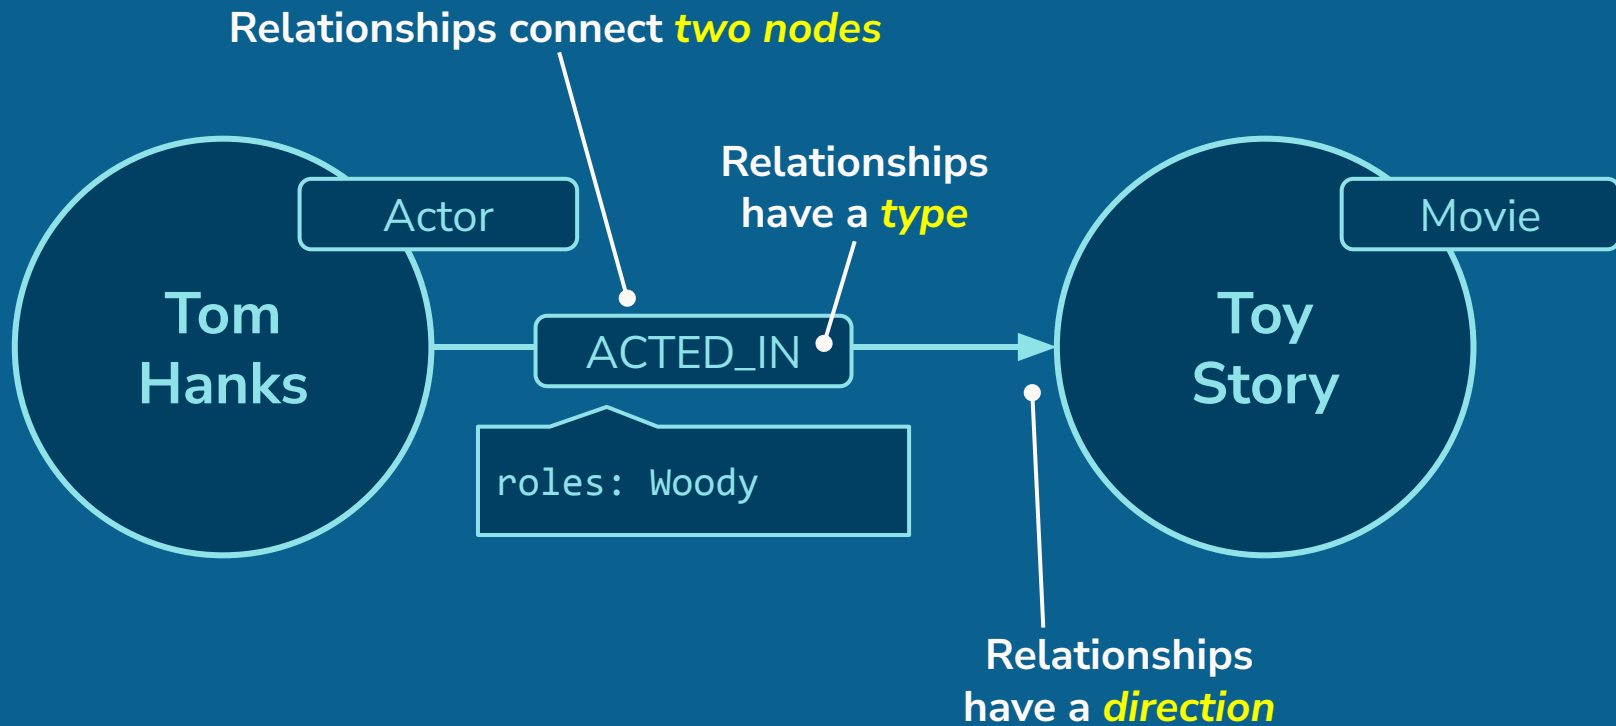 Relationships connect two nodes
Relationships
have a type
Actor
Movie
Tom
Hanks
ACTED_IN
Toy
Story
roles: Woody
Relationships
have a direction